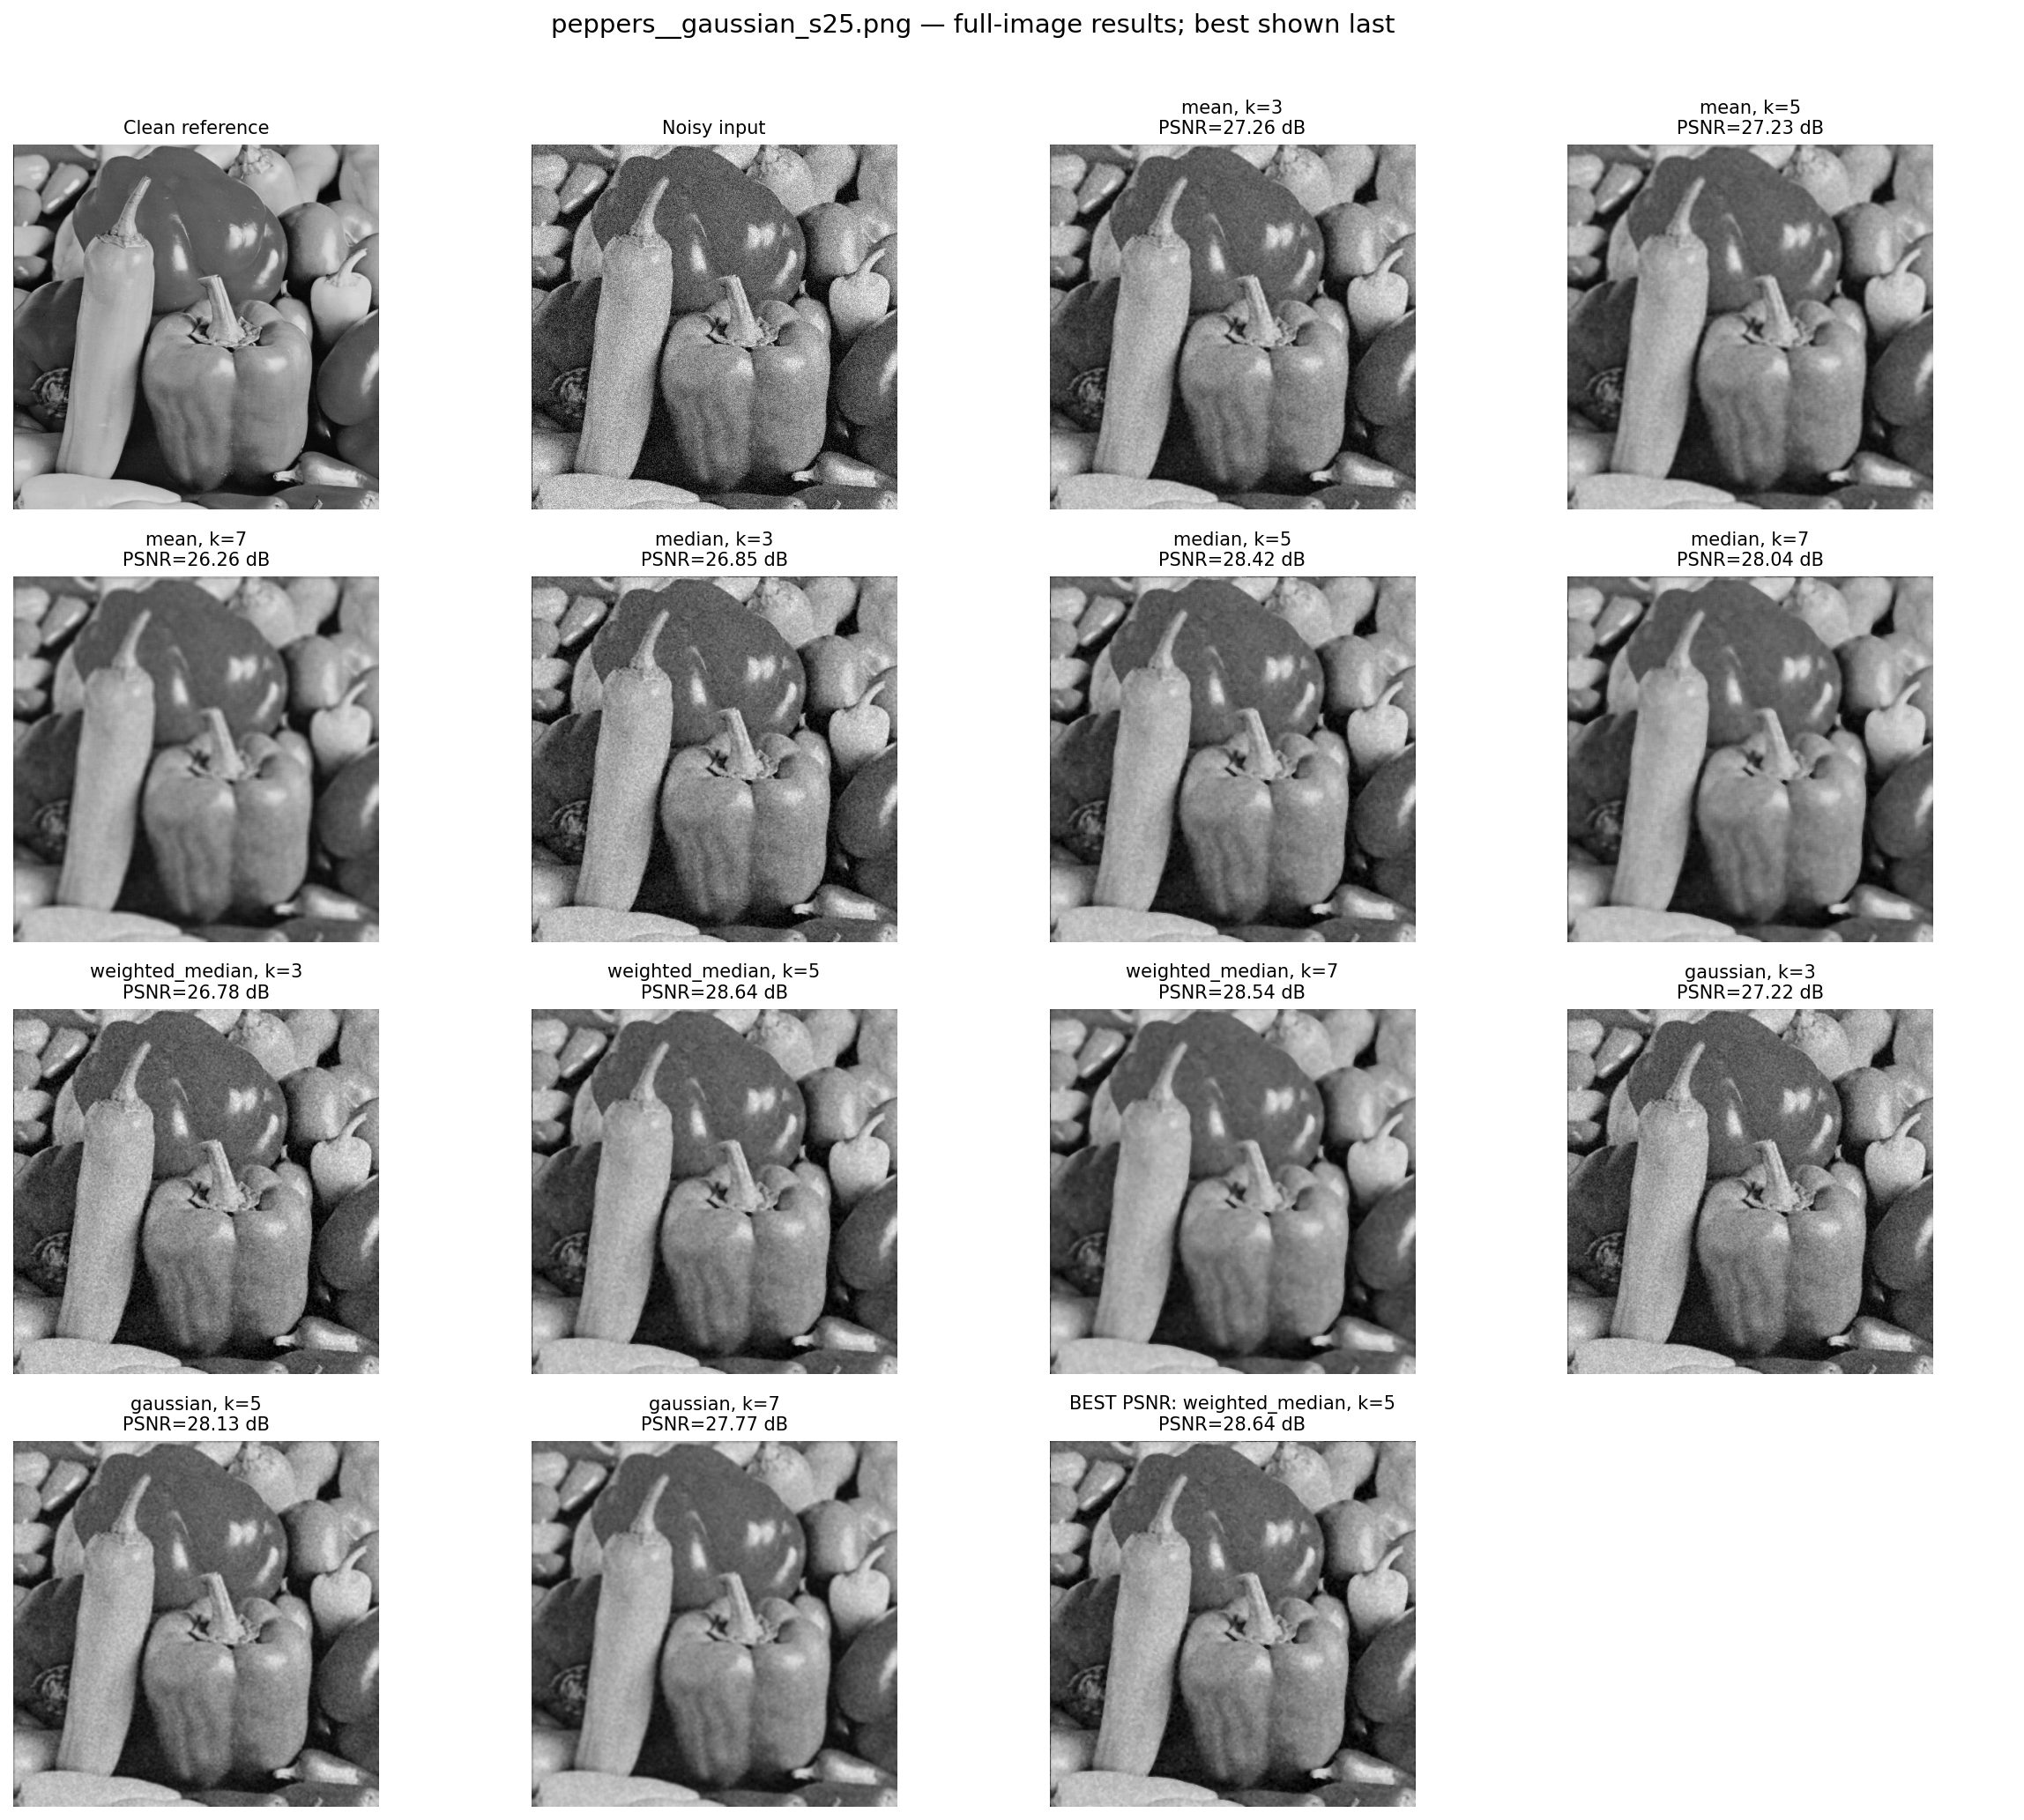 peppers__gaussian_s25.png — full-image results; best shown last
Clean reference
Noisy input
mean, k=3
PSNR=27.26 dB
mean, k=5
PSNR=27.23 dB
mean, k=7
PSNR=26.26 dB
median, k=3
PSNR=26.85 dB
median, k=5
PSNR=28.42 dB
median, k=7
PSNR=28.04 dB
weighted_median, k=3
PSNR=26.78 dB
weighted_median, k=5
PSNR=28.64 dB
weighted_median, k=7
PSNR=28.54 dB
gaussian, k=3
PSNR=27.22 dB
gaussian, k=5
PSNR=28.13 dB
gaussian, k=7
PSNR=27.77 dB
BEST PSNR: weighted_median, k=5
PSNR=28.64 dB